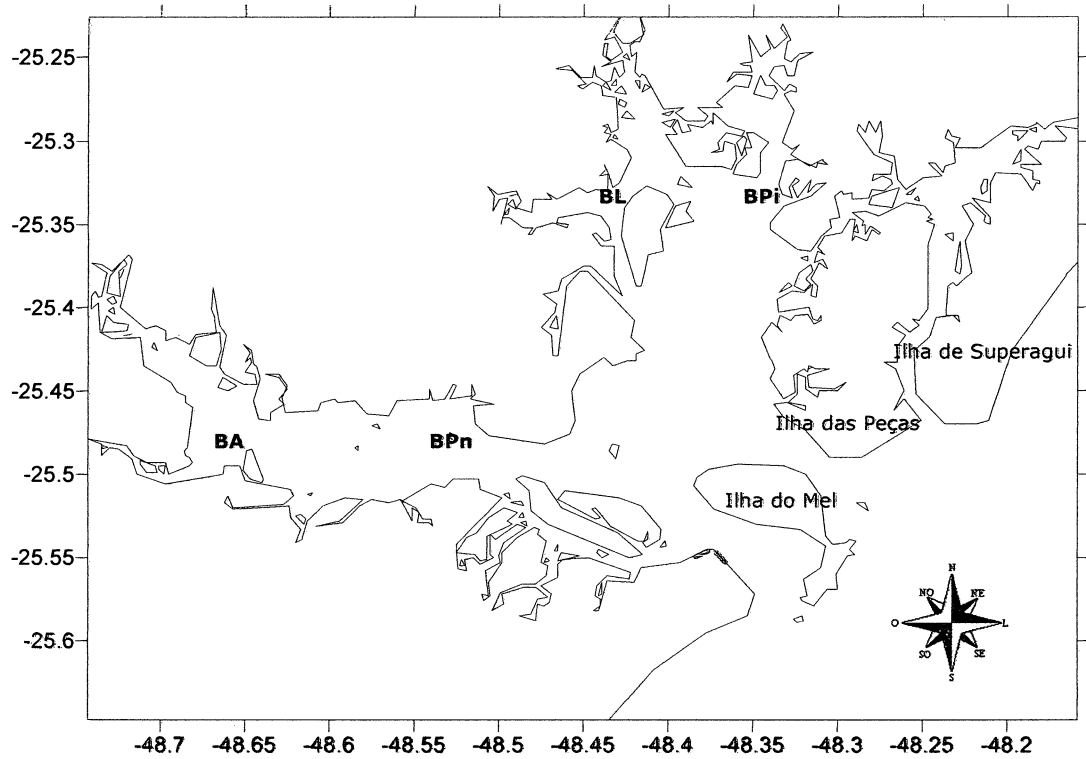 -25.25
-25.3
BL
BPi
-25.35
-25.4
Ilha de Superagui
-25.45
Ilha das Peças
BA
BPn
-25.5
Ilha do Mel
-25.55
N
NO
NE
O
L
-25.6
SO
SE
S
-48.7 -48.65 -48.6 -48.55 -48.5 -48.45 -48.4 -48.35 -48.3 -48.25 -48.2